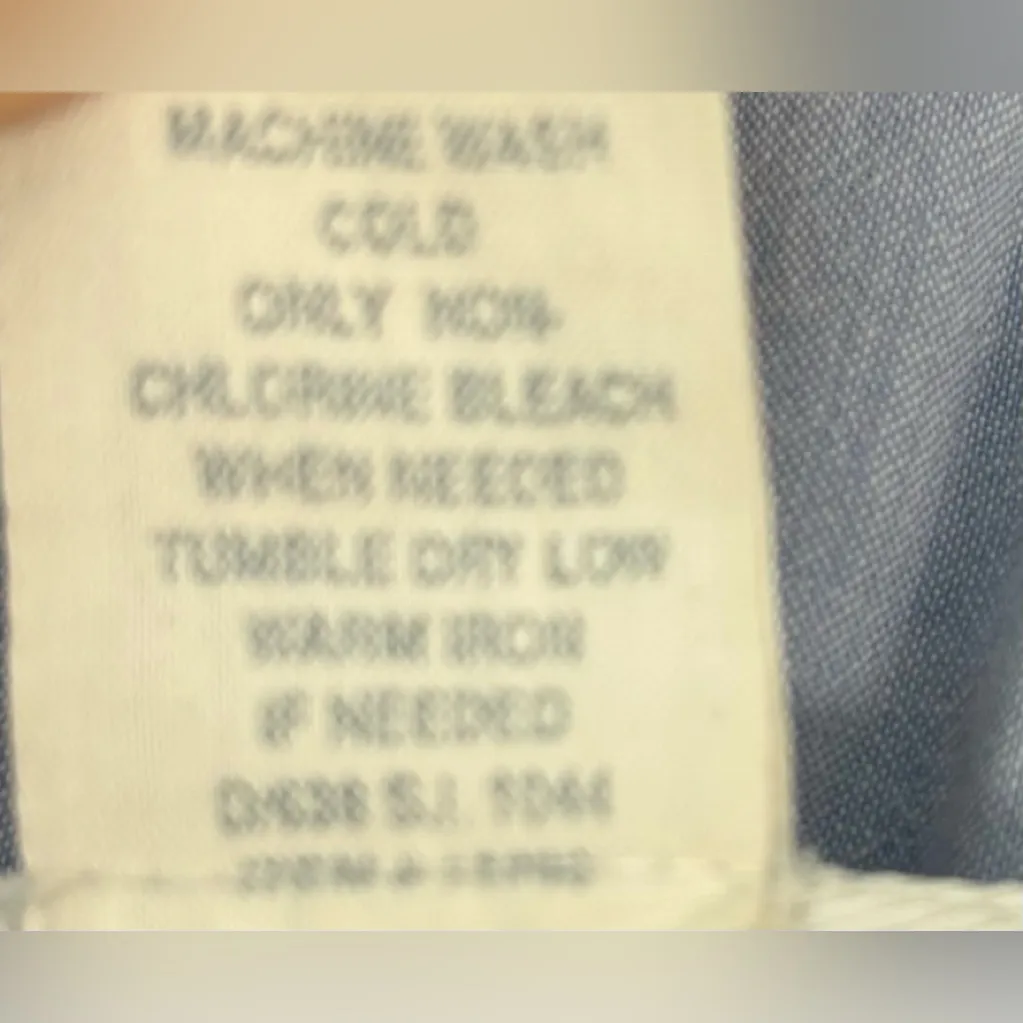 MACHINE WASH
COLD
ONLY NON-
CHLORINE BLEACH
WHEN NEEDED
TUMBLE DRY LOW
WARM IRON
IF NEEDED
S.I.